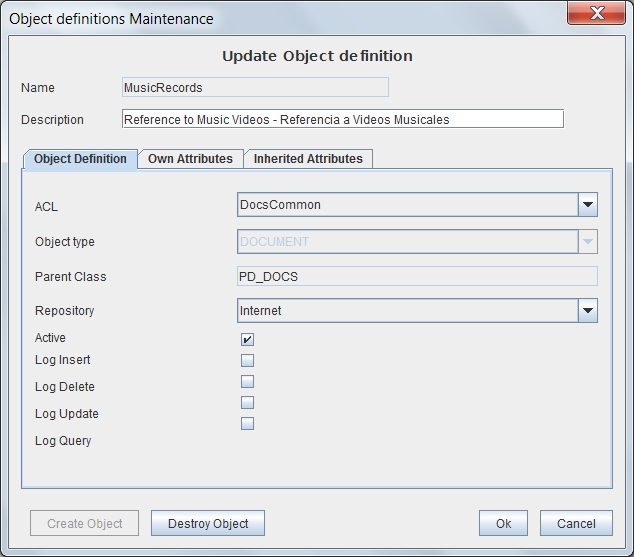 Object definitions Maintenance
Update Object definition
Name MusicRecords
Description Reference to Music Videos - Referencia a Videos Musicales
Object Definition Own Attributes Inherited Attributes
ACL DocsCommon
Object type DOCUMENT
Parent Class PD_DOCS
Repository Internet
Active
Log Insert
Log Delete
Log Update
Log Query
Create Object Destroy Object Ok Cancel